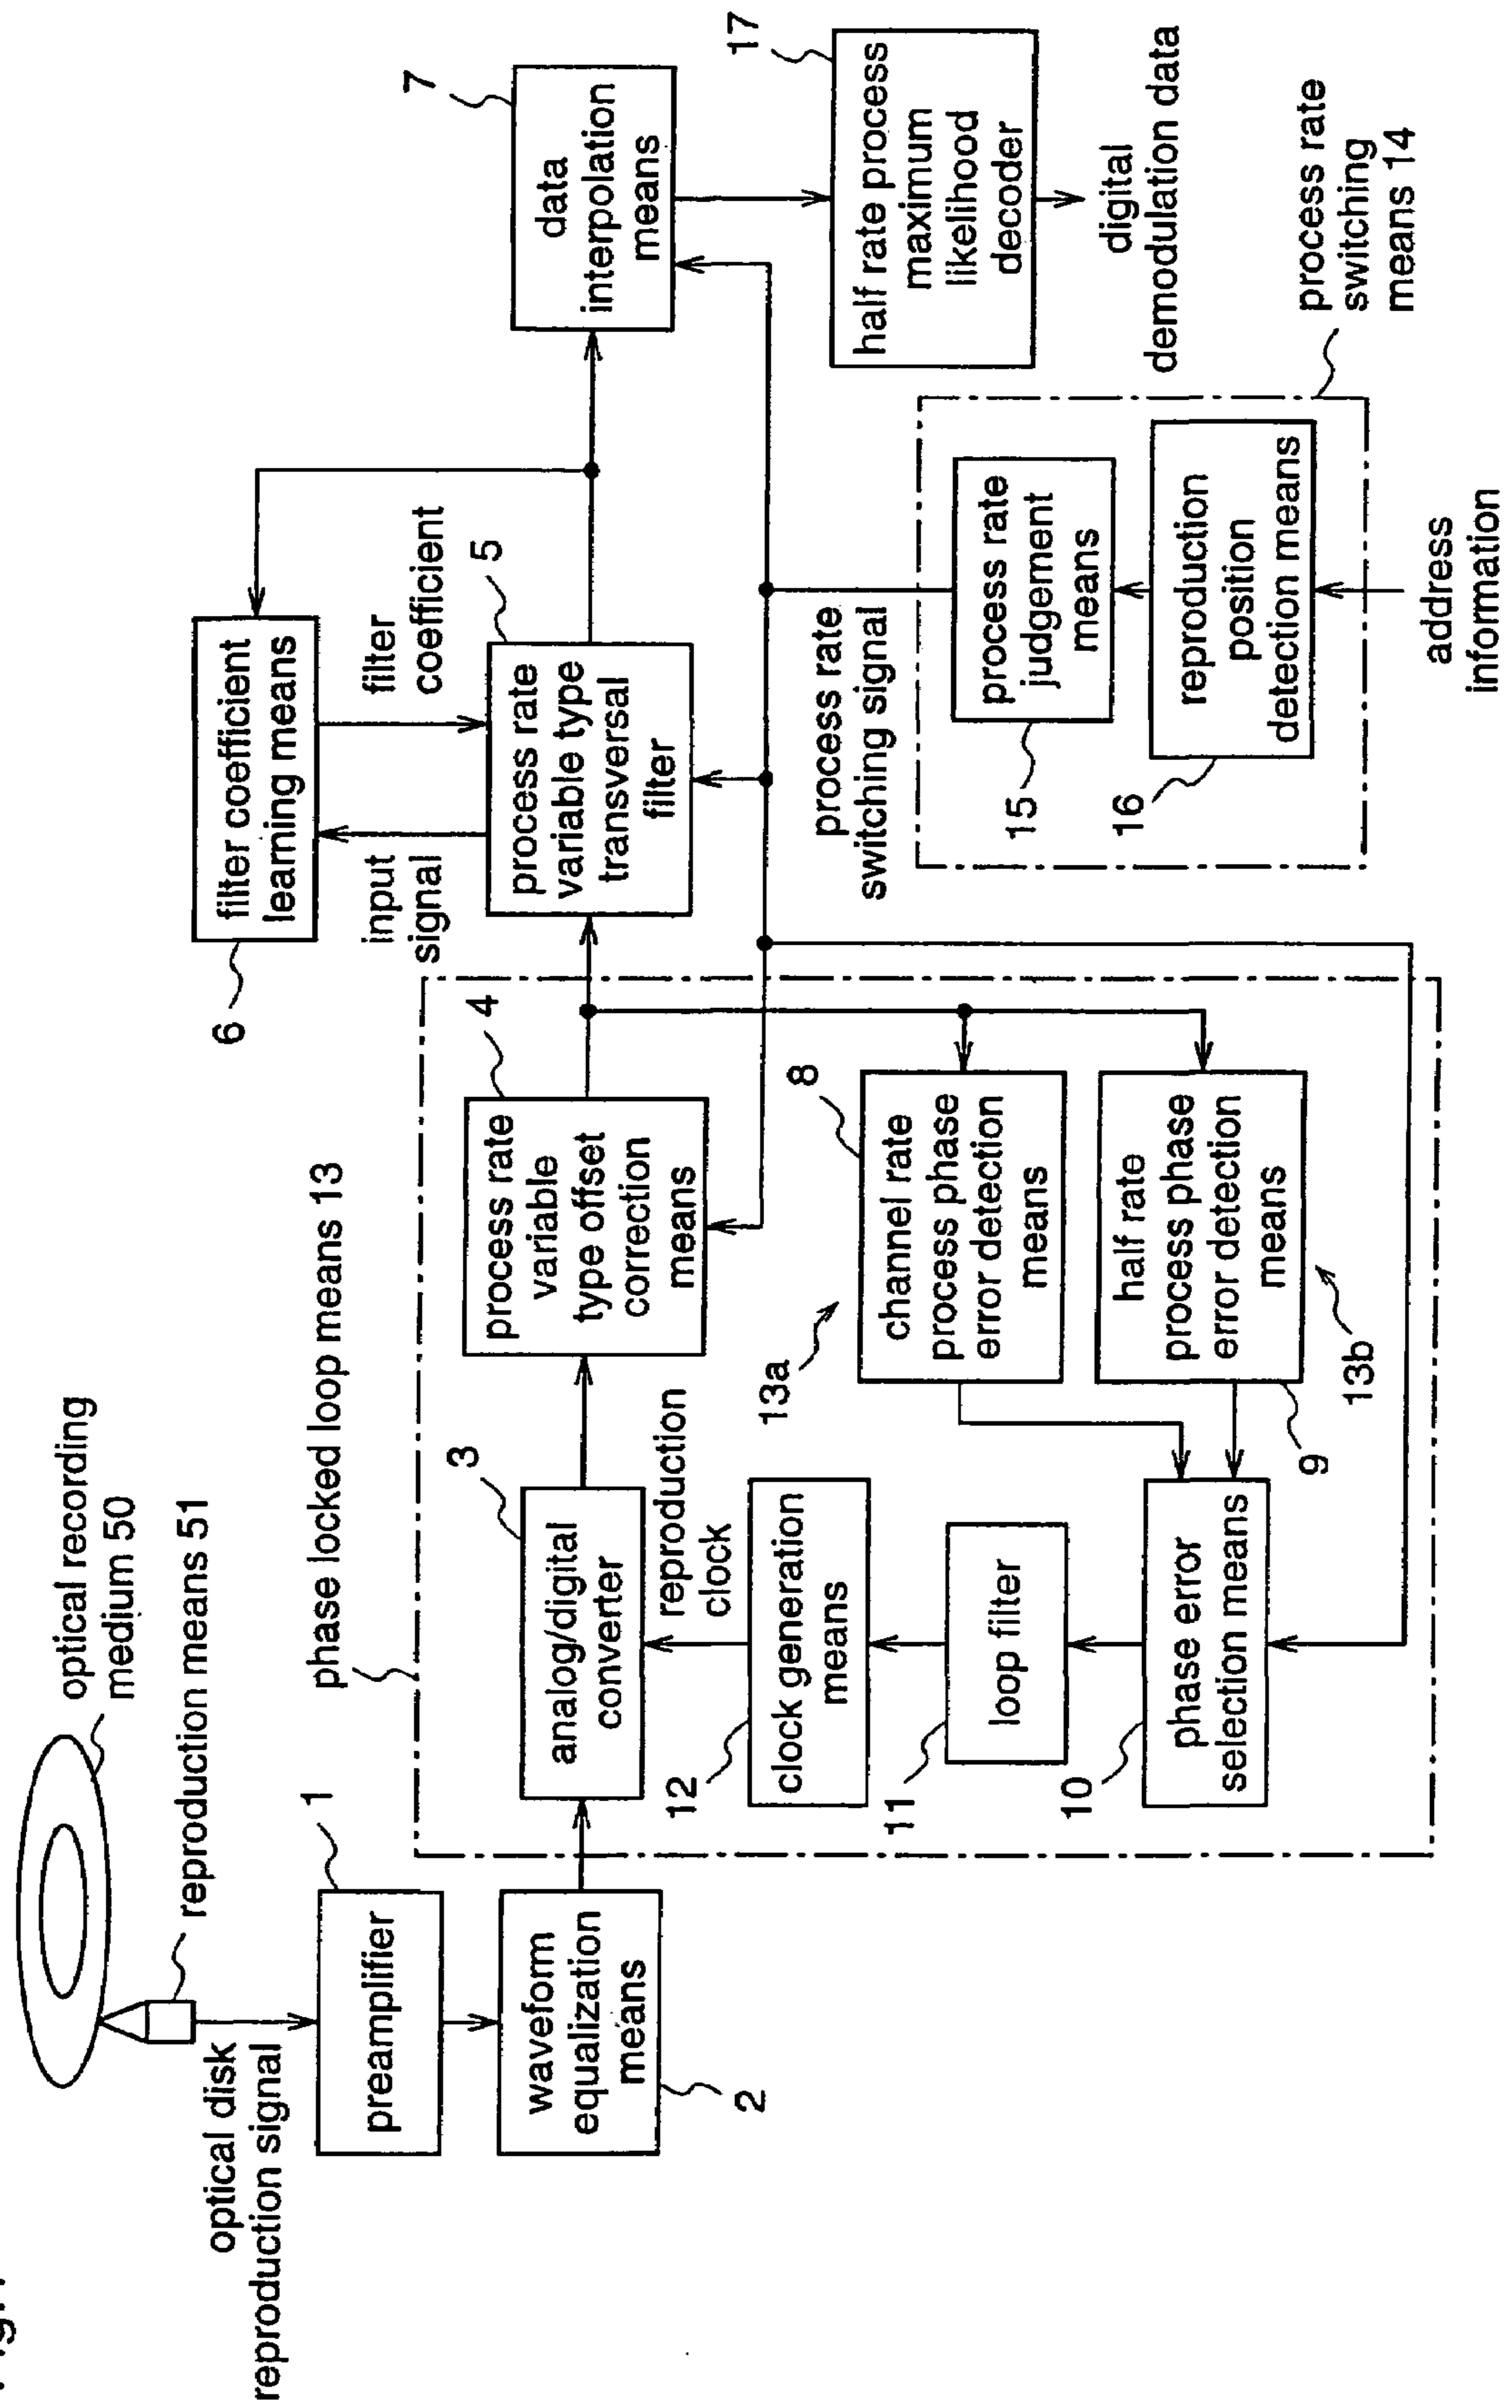 optical recording
medium 50
reproduction means 51
optical disk
reproduction signal
1
preamplifier
waveform
equalization
means
2
phase locked loop means 13
3
analog/digital
converter
reproduction
clock
12
clock generation
means
11
loop filter
10
phase error
selection means
4
process rate
variable
type offset
correction
means
13a
8
channel rate
process phase
error detection
means
half rate
process phase
error detection
means
9
13b
6
filter coefficient
learning means
input
signal
filter
coefficient
5
process rate
variable type
transversal
filter
process rate
switching signal
15
process rate
judgement
means
16
reproduction
position
detection means
address
information
process rate
switching
means 14
7
data
interpolation
means
17
half rate process
maximum
likelihood
decoder
digital
demodulation data